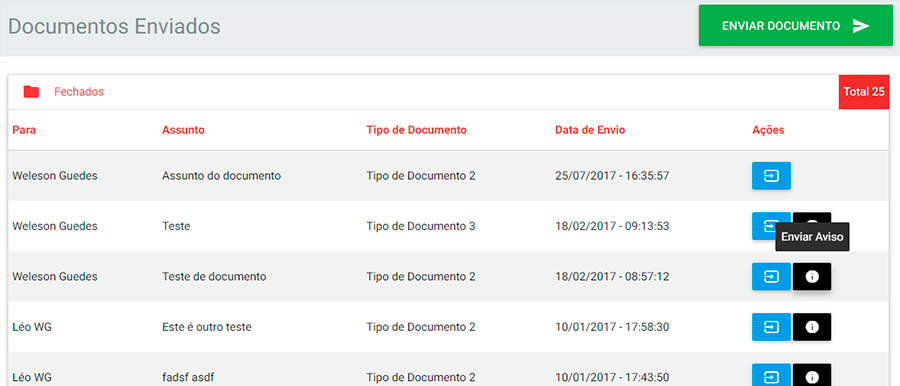 Documentos Enviados
ENVIAR DOCUMENTO
Fechados
Total 25
Para Assunto Tipo de Documento Data de Envio Ações
Weleson Guedes Assunto do documento Tipo de Documento 2 25/07/2017 - 16:35:57
Weleson Guedes Teste Tipo de Documento 3 18/02/2017 - 09:13:53
Enviar Aviso
Weleson Guedes Teste de documento Tipo de Documento 2 18/02/2017 - 08:57:12
Léo WG Este é outro teste Tipo de Documento 2 10/01/2017 - 17:58:30
Léo WG fadsf asdf Tipo de Documento 2 10/01/2017 - 17:43:50